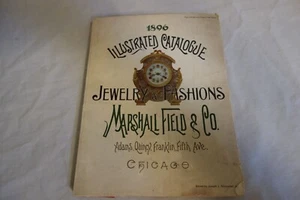 1896
ILLUSTRATED CATALOGUE
JEWELRY & FASHIONS
MARSHALL FIELD & CO.
Adams, Quincy, Franklin, Fifth Ave.,
CHICAGO